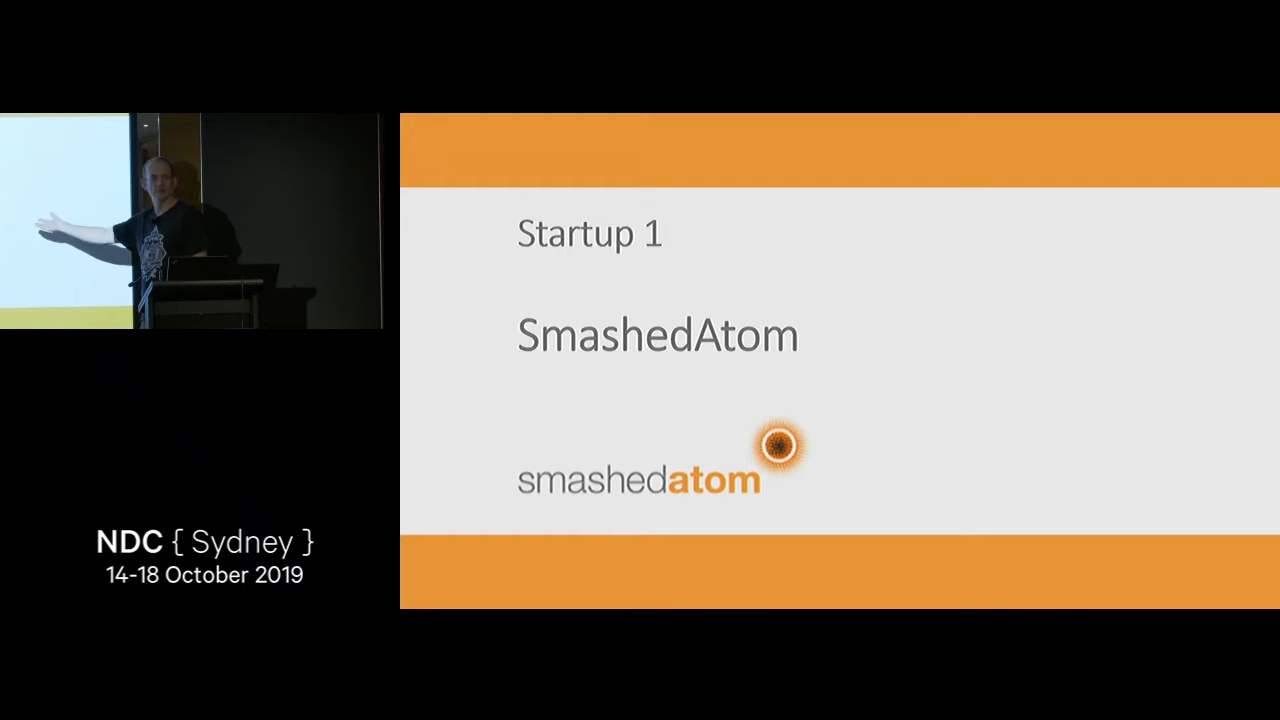 Startup 1
SmashedAtom
smashedatom
NDC { Sydney }
14-18 October 2019